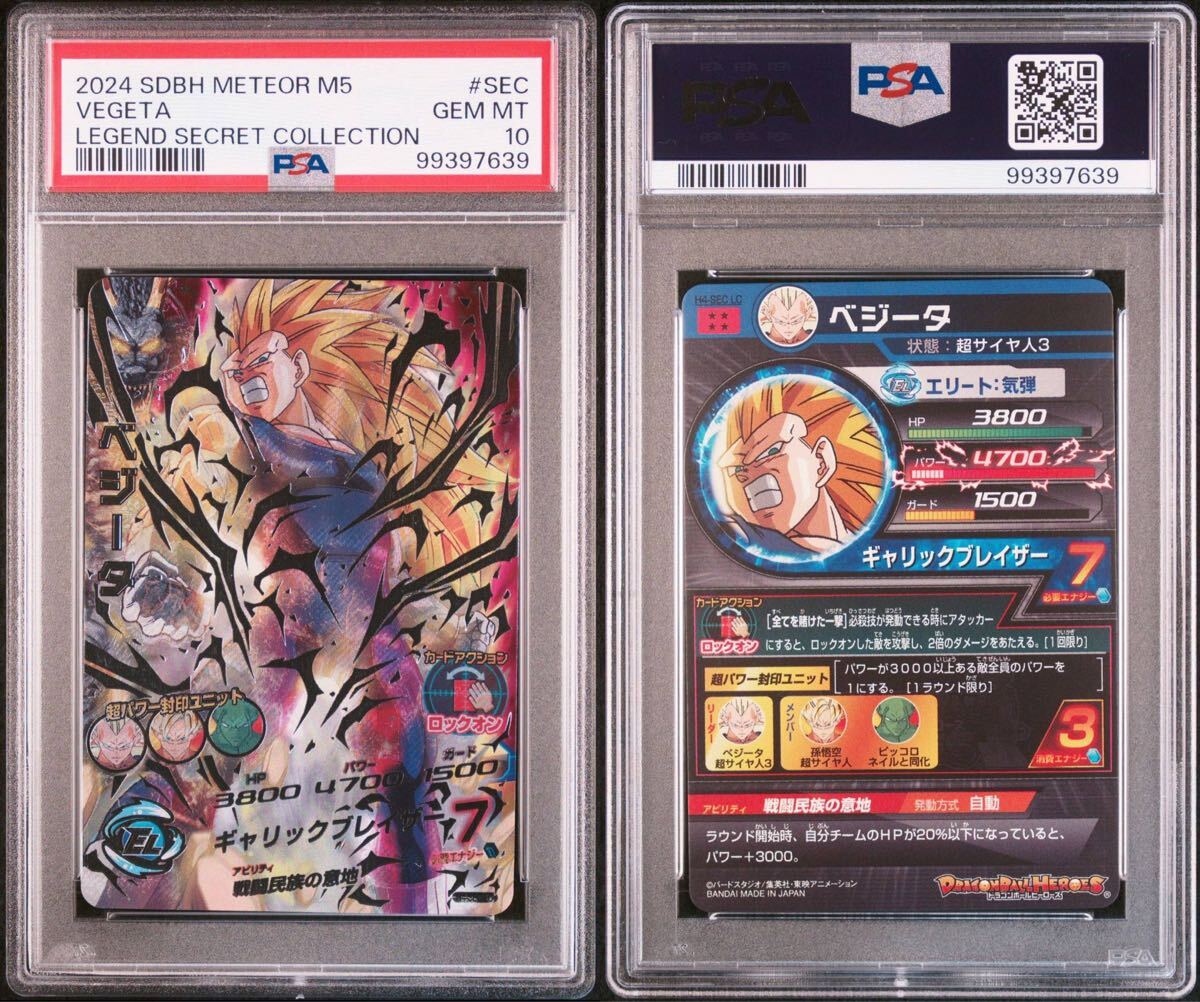 2024 SDBH METEOR M5 #SEC
VEGETA GEM MT
LEGEND SECRET COLLECTION 10
PSA 99397639
ベジータ
カードアクション
ロックオン
超パワー封印ユニット
HP パワー ガード
3800 4700 1500
EL ギャリックブレイザー 7
必要エナジー
アビリティ
戦闘民族の意地
PSA
PSA
99397639
H4-SEC.LC
ベジータ
状態:超サイヤ人3
EL エリート:気弾
HP 3800
パワー 4700
ガード 1500
ギャリックブレイザー 7
必要エナジー
カードアクション
ロックオン
[全てを賭けた一撃]必殺技が発動できる時にアタッカー
にすると、ロックオンした敵を攻撃し、2倍のダメージをあたえる。[1回限り]
超パワー封印ユニット
パワーが3000以上ある敵全員のパワーを
1にする。[1ラウンド限り]
リーダー
ベジータ
超サイヤ人3
メンバー
孫悟空
超サイヤ人
ピッコロ
ネイルと同化
3
消費エナジー
アビリティ 戦闘民族の意地 発動方式 自動
ラウンド開始時、自分チームのHPが20%以下になっていると、
パワー+3000。
©バードスタジオ/集英社・東映アニメーション
BANDAI MADE IN JAPAN
DRAGONBALL HEROES
ドラゴンボールヒーローズ
PSA